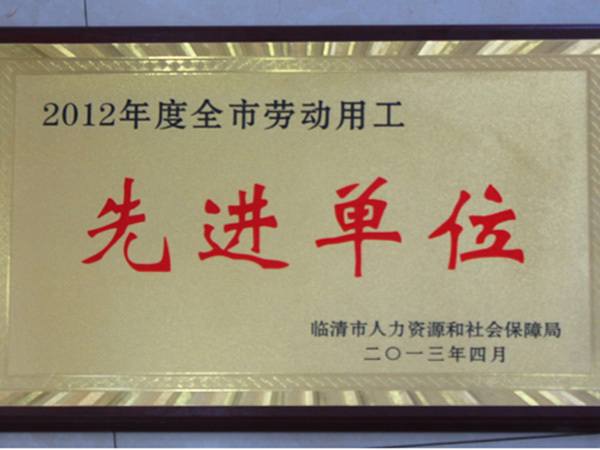 2012年度全市劳动用工
先进单位
临清市人力资源和社会保障局
二〇一三年四月